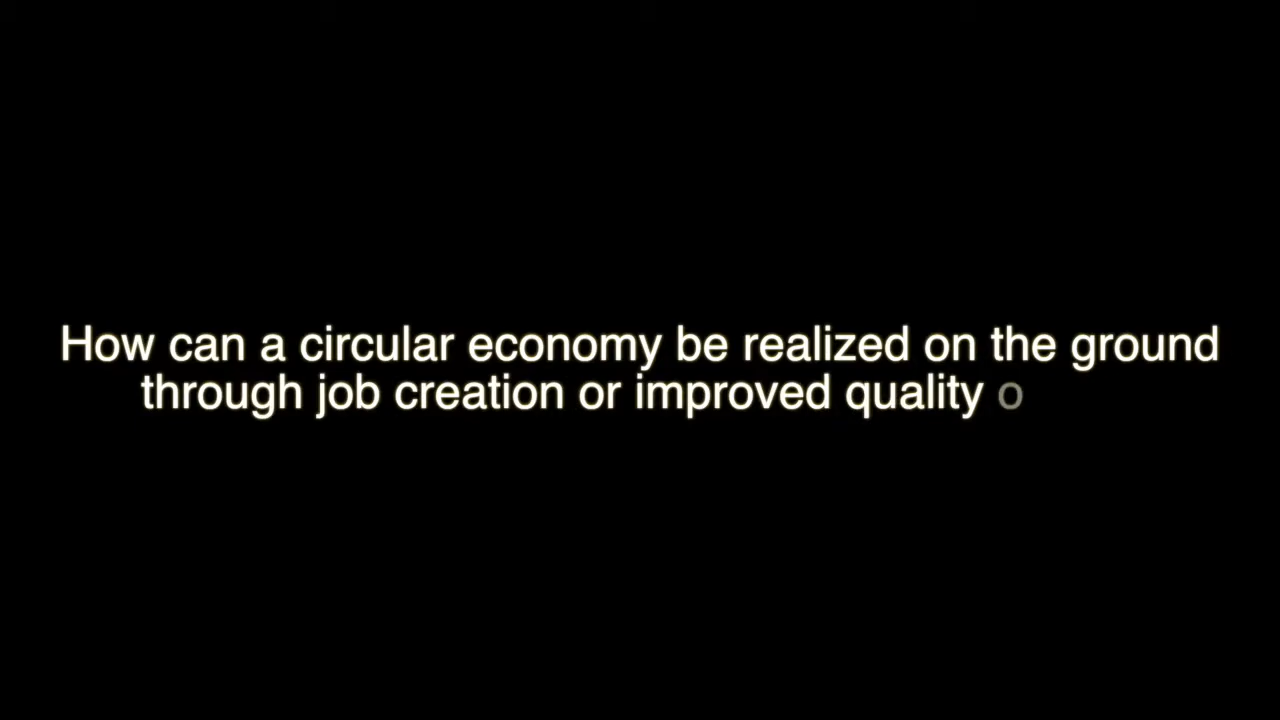 How can a circular economy be realized on the ground
through job creation or improved quality o